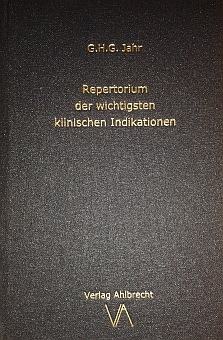 G.H.G. Jahr
Repertorium
der wichtigsten
klinischen Indikationen
Verlag Ahlbrecht
VA